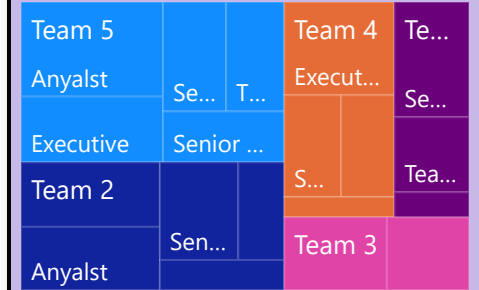 Team 5
Anyalst
Executive
Se...
T...
Senior ...
Team 2
Anyalst
Sen...
Team 4
Execut...
S...
Te...
Se...
Tea...
Team 3